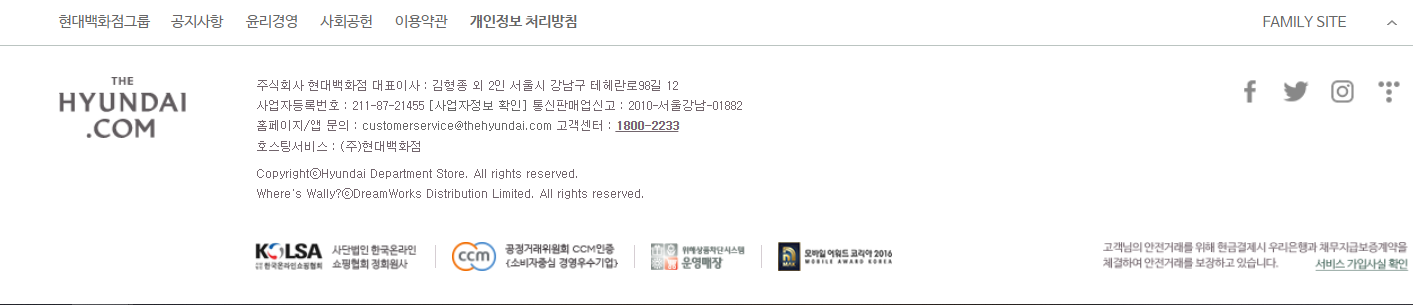 현대백화점그룹 공지사항 윤리경영 사회공헌 이용약관 개인정보 처리방침 FAMILY SITE
THE
HYUNDAI
.COM
주식회사 현대백화점 대표이사 : 김형종 외 2인 서울시 강남구 테헤란로98길 12
사업자등록번호 : 211-87-21455 [사업자정보 확인] 통신판매업신고 : 2010-서울강남-01882
홈페이지/앱 문의 : customerservice@thehyundai.com 고객센터 : 1800-2233
호스팅서비스 : (주)현대백화점
CopyrightⓒHyundai Department Store. All rights reserved.
Where's Wally?ⓒDreamWorks Distribution Limited. All rights reserved.
KOLSA
한국온라인쇼핑협회
사단법인 한국온라인
쇼핑협회 정회원사
ccm
공정거래위원회 CCM인증
{소비자중심 경영우수기업}
위해상품차단시스템
운영매장
MAX
모바일 어워드 코리아 2016
MOBILE AWARD KOREA
고객님의 안전거래를 위해 현금결제시 우리은행과 채무지급보증계약을
체결하여 안전거래를 보장하고 있습니다. 서비스 가입사실 확인